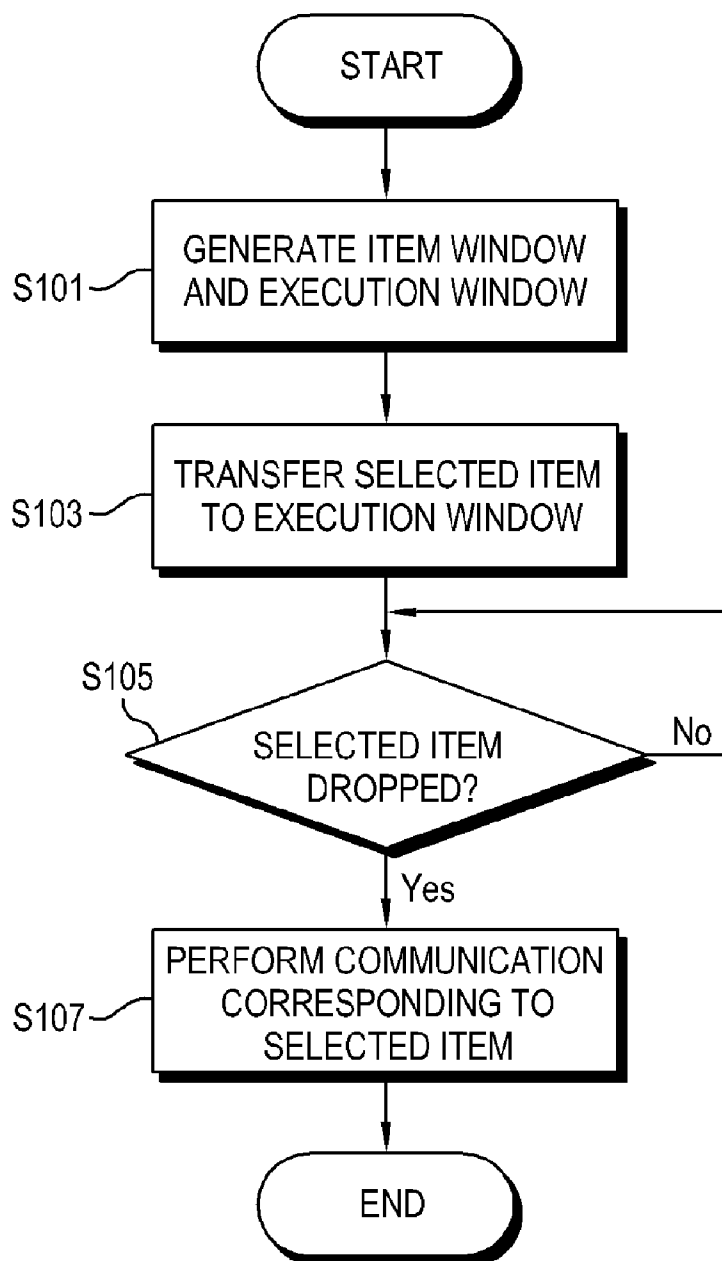 START
S101
GENERATE ITEM WINDOW
AND EXECUTION WINDOW
S103
TRANSFER SELECTED ITEM
TO EXECUTION WINDOW
S105
SELECTED ITEM
DROPPED?
No
Yes
S107
PERFORM COMMUNICATION
CORRESPONDING TO
SELECTED ITEM
END